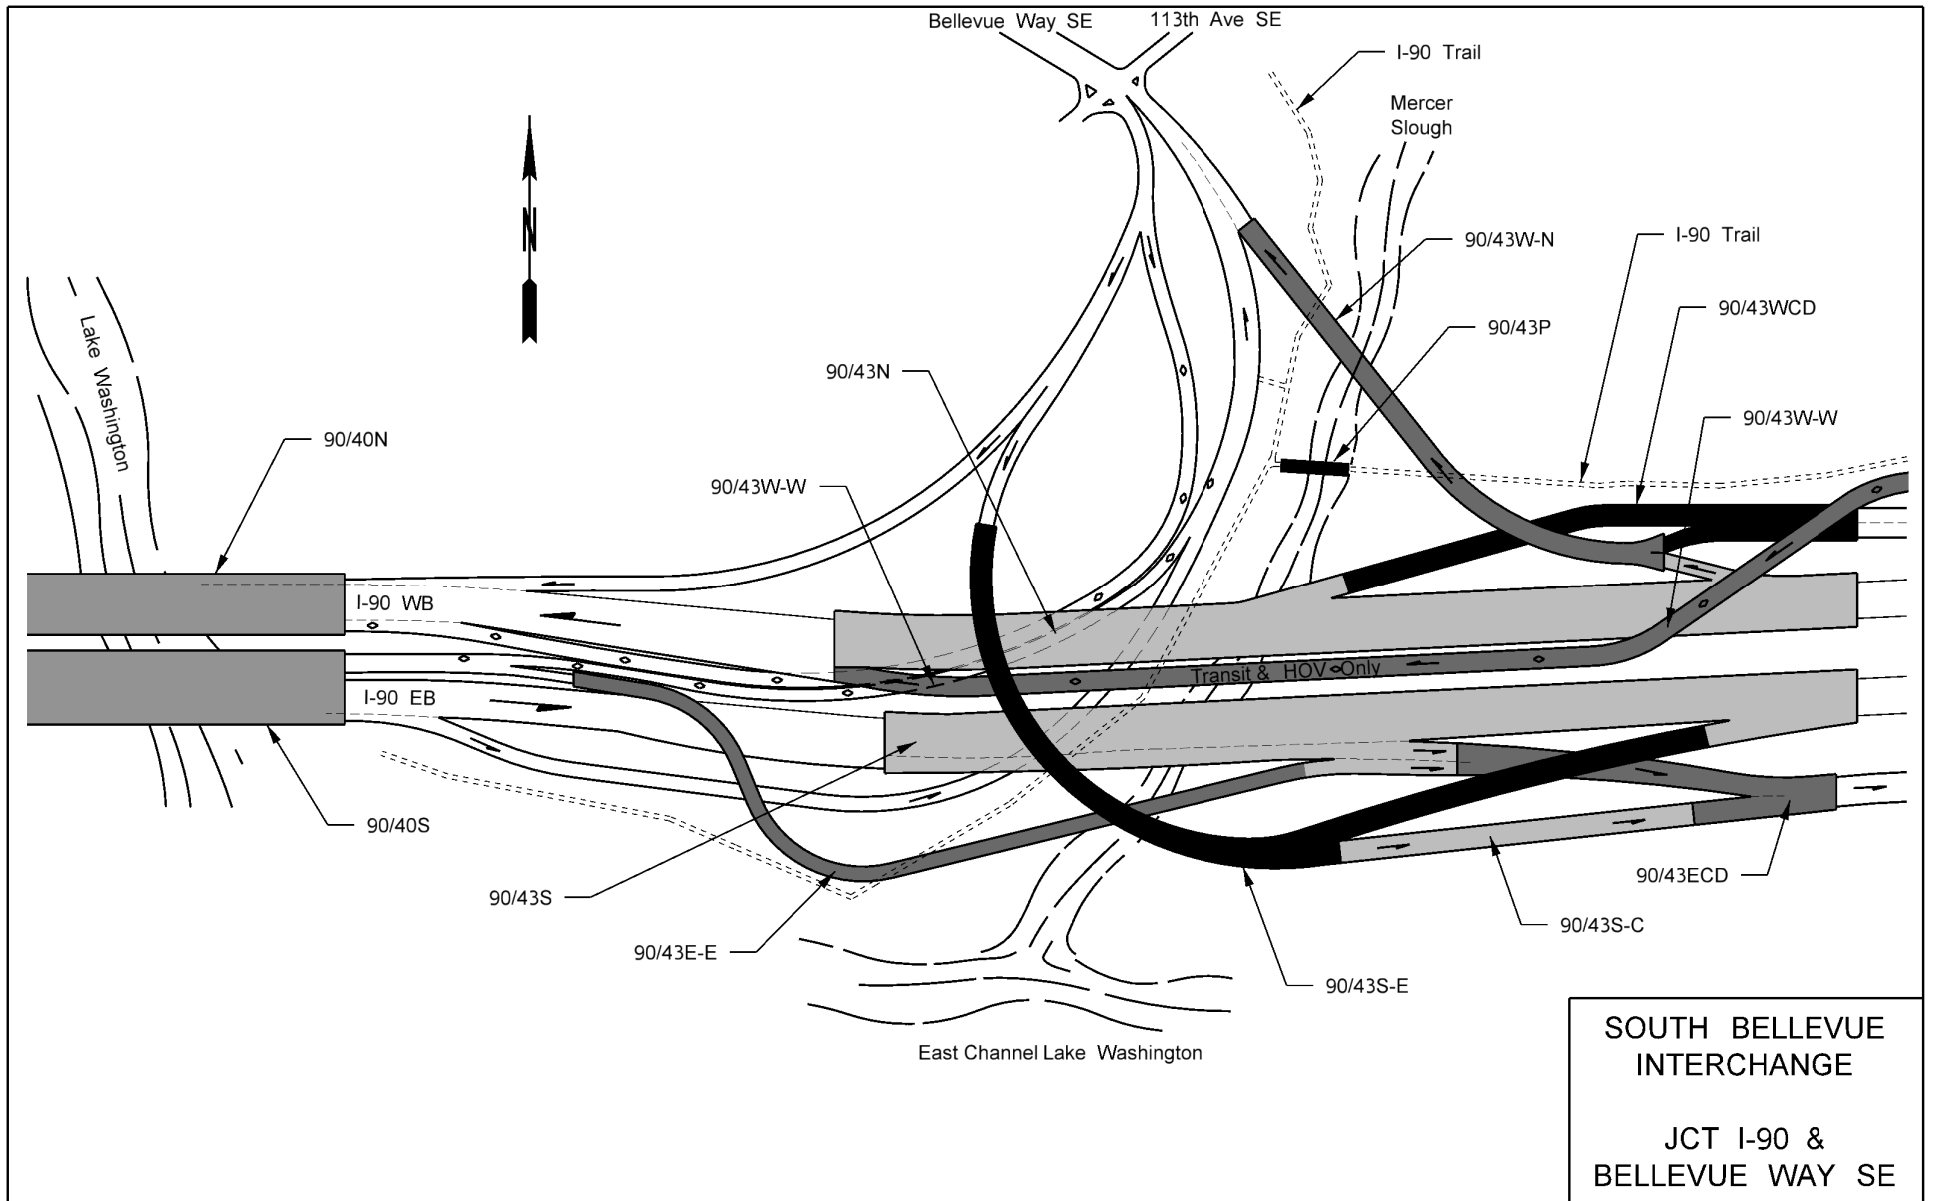 Bellevue Way SE
113th Ave SE
I-90 Trail
Mercer
Slough
N
90/43W-N
I-90 Trail
90/43WCD
90/43P
Lake Washington
90/43N
90/43W-W
90/40N
90/43W-W
I-90 WB
Transit & HOV Only
I-90 EB
90/40S
90/43S
90/43ECD
90/43S-C
90/43E-E
90/43S-E
East Channel Lake Washington
SOUTH BELLEVUE
INTERCHANGE
JCT I-90 &
BELLEVUE WAY SE